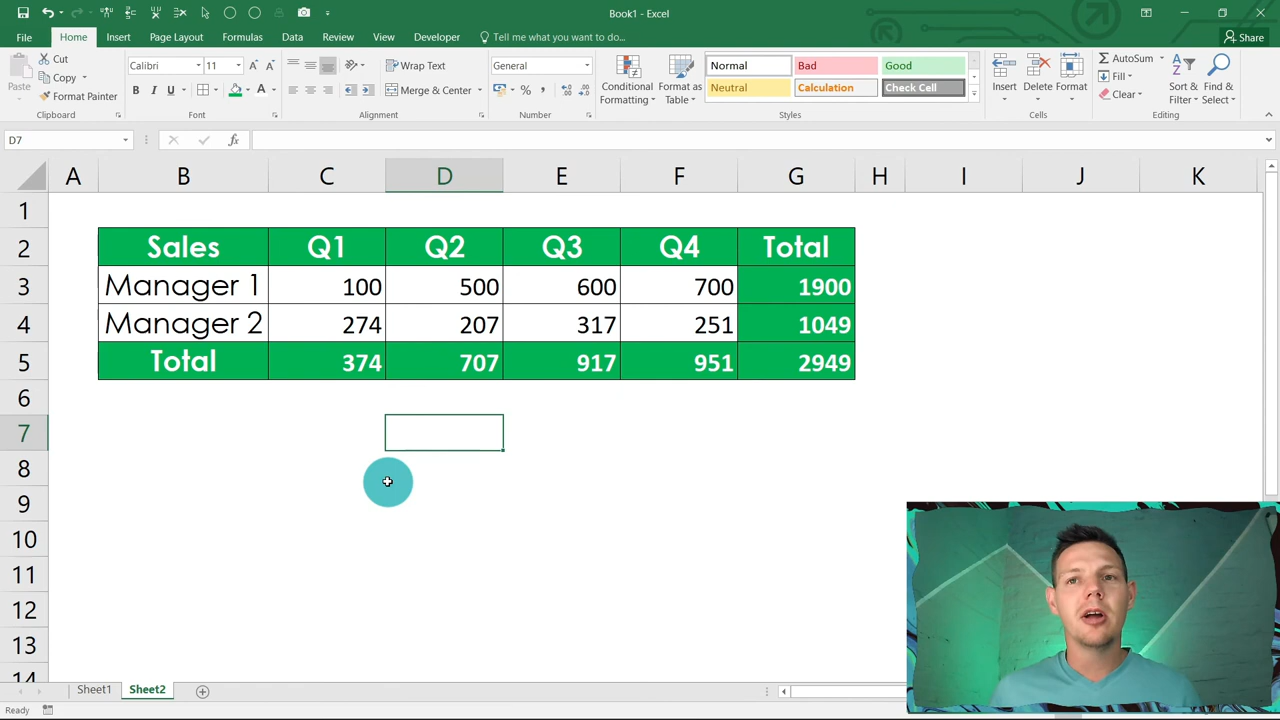 Book1 - Excel
File Home Insert Page Layout Formulas Data Review View Developer Tell me what you want to do... Share
Paste Cut Calibri 11 A A Wrap Text General Conditional Formatting Format as Table Normal Bad Good Insert Delete Format AutoSum Sort & Filter Find & Select
Copy Neutral Calculation Check Cell Fill
Format Painter B I U A Merge & Center % , Clear
Clipboard Font Alignment Number Styles Cells Editing
D7 fx
A B C D E F G H I J K
1
2 Sales Q1 Q2 Q3 Q4 Total
3 Manager 1 100 500 600 700 1900
4 Manager 2 274 207 317 251 1049
5 Total 374 707 917 951 2949
6
7
8
9
10
11
12
13
14
Sheet1 Sheet2
Ready